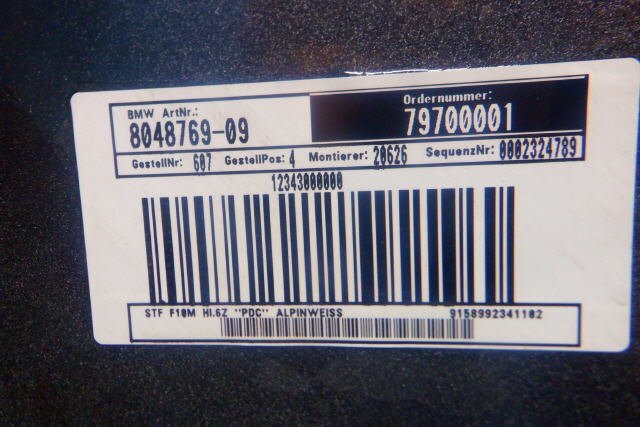 BMW ArtNr.:
8048769-09
Ordernummer:
79700001
GestellNr: 607 GestellPos: 4 Montierer: 20626 SequenzNr: 0002324789
12343000000
STF F10M HI.6Z "PDC" ALPINWEISS 9158992341102